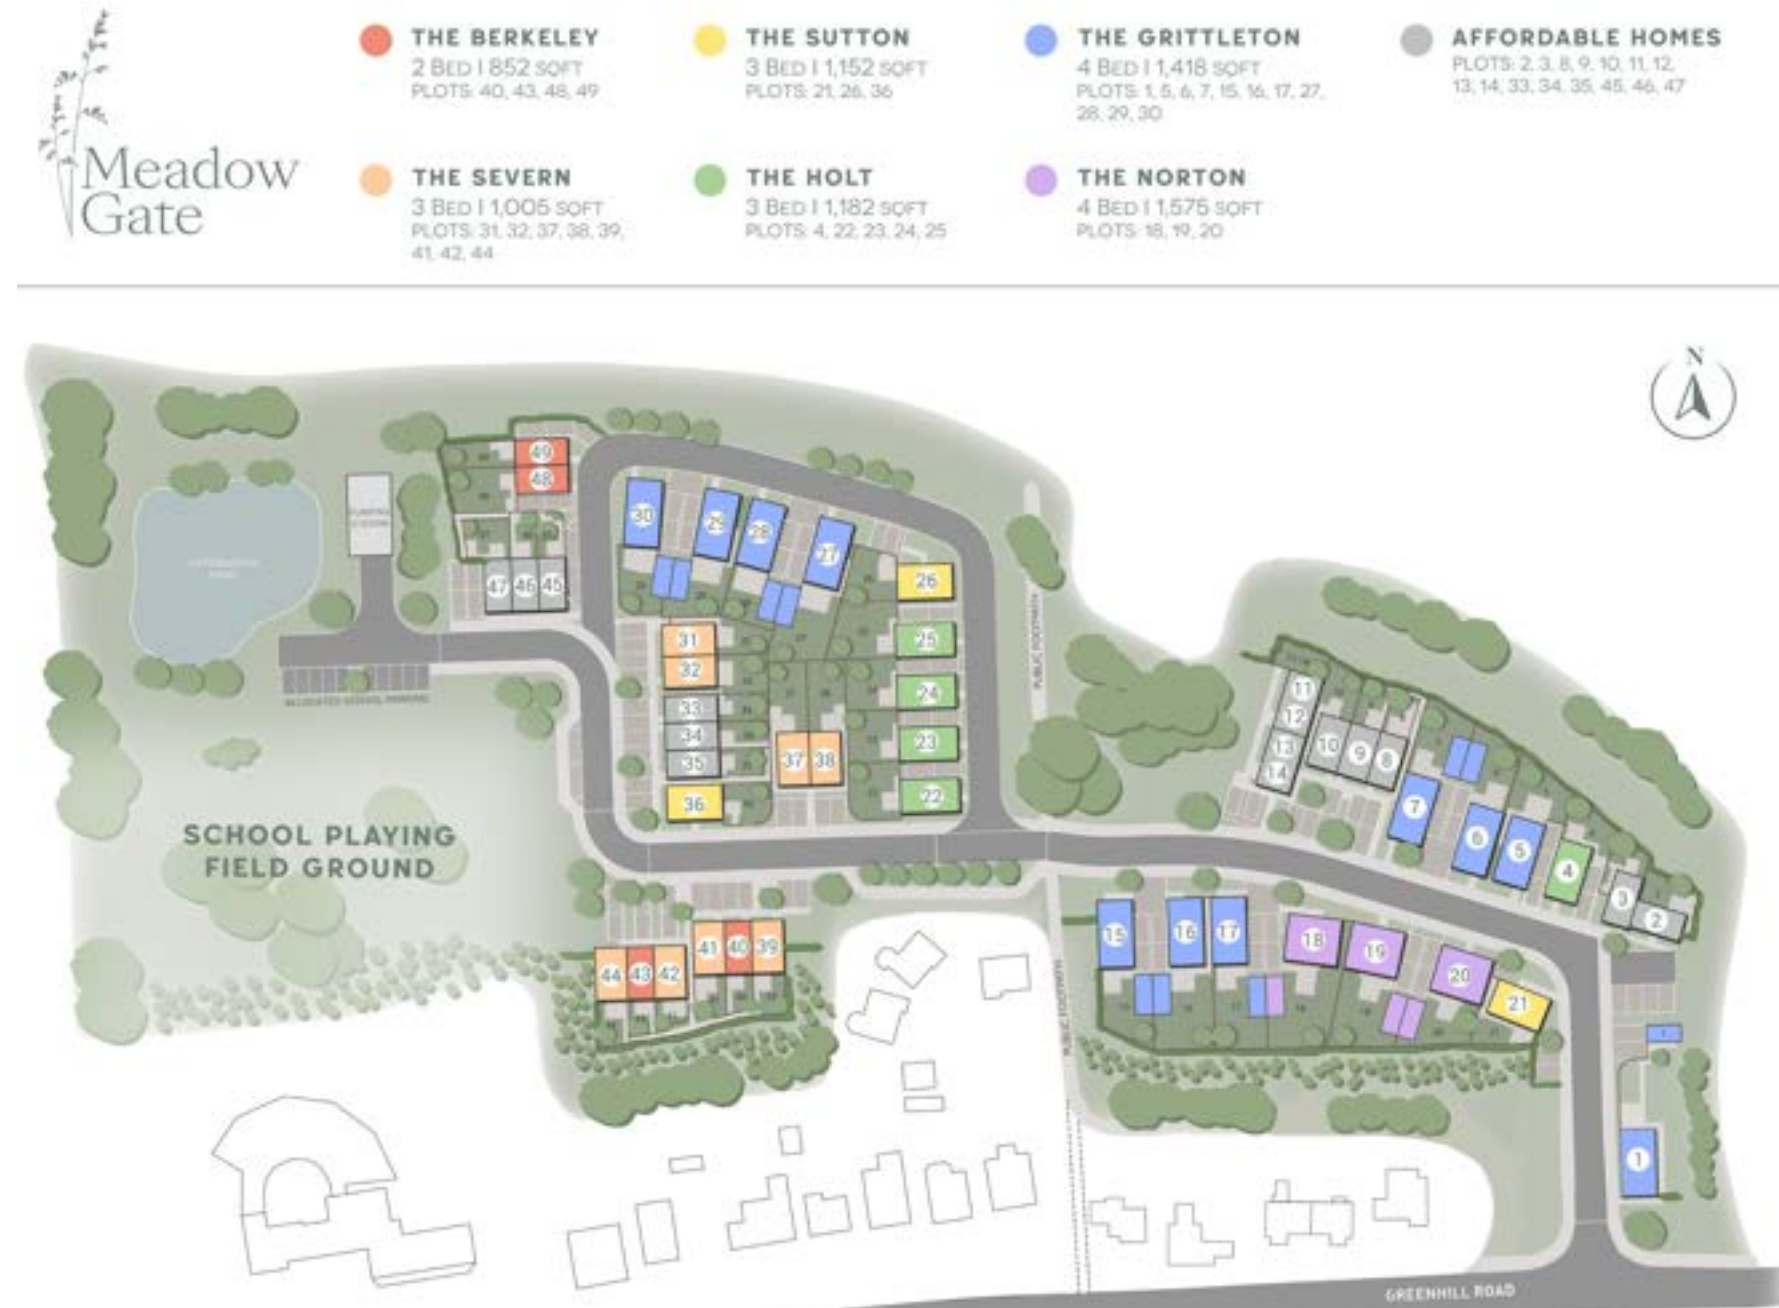 Meadow
Gate
THE BERKELEY
2 BED | 852 SQFT
PLOTS: 40, 43, 48, 49
THE SUTTON
3 BED | 1,152 SQFT
PLOTS: 21, 26, 36
THE GRITTLETON
4 BED | 1,418 SQFT
PLOTS: 1, 5, 6, 7, 15, 16, 17, 27,
28, 29, 30
AFFORDABLE HOMES
PLOTS: 2, 3, 8, 9, 10, 11, 12,
13, 14, 33, 34, 35, 45, 46, 47
THE SEVERN
3 BED | 1,005 SQFT
PLOTS: 31, 32, 37, 38, 39,
41, 42, 44
THE HOLT
3 BED | 1,182 SQFT
PLOTS: 4, 22, 23, 24, 25
THE NORTON
4 BED | 1,575 SQFT
PLOTS: 18, 19, 20
N
49
48
30
29
28
27
47 46 45
26
31
32
25
24
33
34
35
37 38
23
36
22
PUBLIC FOOTPATH
ALLOCATED SCHOOL PARKING
PUMPING
STATION
SCHOOL PLAYING
FIELD GROUND
11
12
13
14
10 9 8
7
6
5
4
3
2
41 40 39
44 43 42
15
16 17
18
19
20
21
1
PUBLIC FOOTPATH
1
GREENHILL ROAD